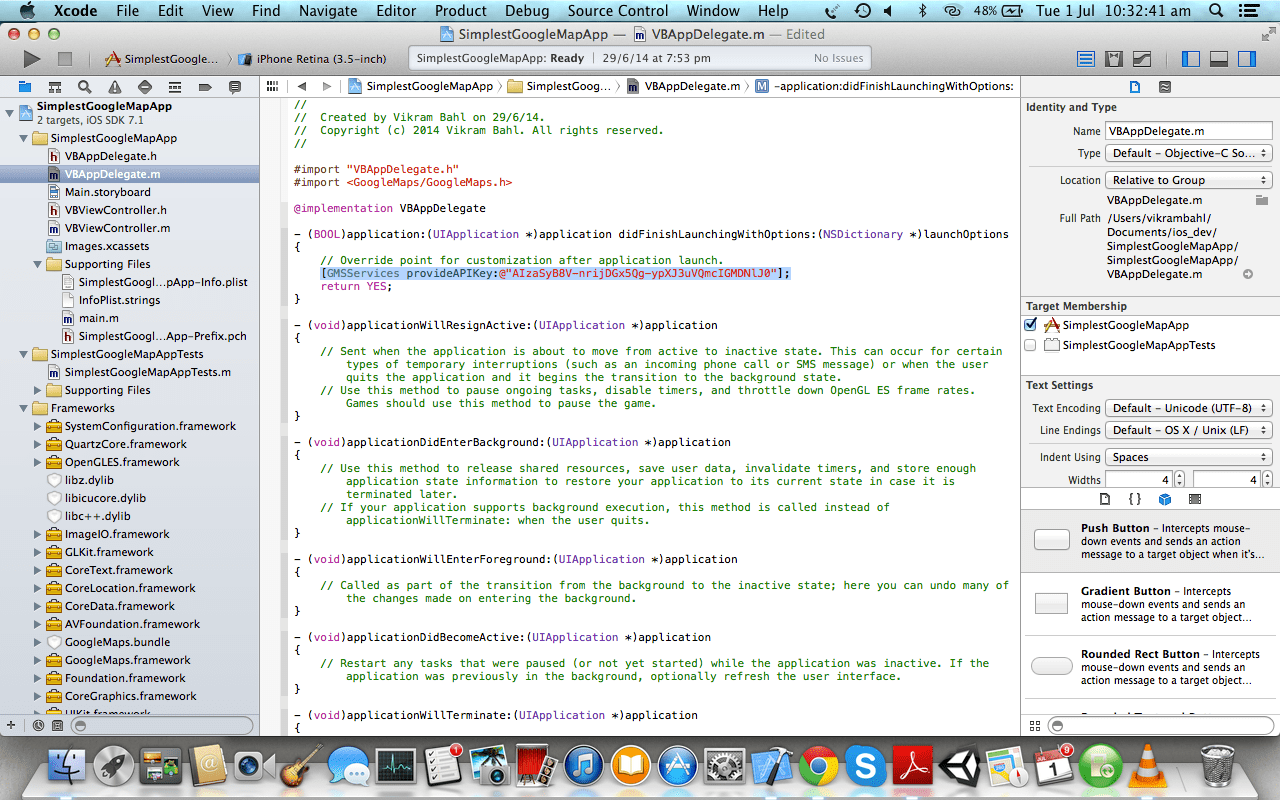 Xcode File Edit View Find Navigate Editor Product Debug Source Control Window Help 48% Tue 1 Jul 10:32:41 am
SimplestGoogleMapApp — VBAppDelegate.m — Edited
SimplestGoogle... iPhone Retina (3.5-inch) SimplestGoogleMapApp: Ready 29/6/14 at 7:53 pm No Issues
SimplestGoogleMapApp SimplestGoog... VBAppDelegate.m M -application:didFinishLaunchingWithOptions:
SimplestGoogleMapApp
2 targets, iOS SDK 7.1
SimplestGoogleMapApp
h VBAppDelegate.h
m VBAppDelegate.m
Main.storyboard
h VBViewController.h
m VBViewController.m
Images.xcassets
Supporting Files
SimplestGoogl...pApp-Info.plist
InfoPlist.strings
m main.m
h SimplestGoogl...App-Prefix.pch
SimplestGoogleMapAppTests
m SimplestGoogleMapAppTests.m
Supporting Files
Frameworks
SystemConfiguration.framework
QuartzCore.framework
OpenGLES.framework
libz.dylib
libicucore.dylib
libc++.dylib
ImageIO.framework
GLKit.framework
CoreText.framework
CoreLocation.framework
CoreData.framework
AVFoundation.framework
GoogleMaps.bundle
GoogleMaps.framework
Foundation.framework
CoreGraphics.framework
UIKit.framework
//
// Created by Vikram Bahl on 29/6/14.
// Copyright (c) 2014 Vikram Bahl. All rights reserved.
//
#import "VBAppDelegate.h"
#import <GoogleMaps/GoogleMaps.h>
@implementation VBAppDelegate
- (BOOL)application:(UIApplication *)application didFinishLaunchingWithOptions:(NSDictionary *)launchOptions
{
// Override point for customization after application launch.
[GMSServices provideAPIKey:@"AIzaSyB8V-nrijDGx5Qg-ypXJ3uVQmcIGMDNlJ0"];
return YES;
}
- (void)applicationWillResignActive:(UIApplication *)application
{
// Sent when the application is about to move from active to inactive state. This can occur for certain
types of temporary interruptions (such as an incoming phone call or SMS message) or when the user
quits the application and it begins the transition to the background state.
// Use this method to pause ongoing tasks, disable timers, and throttle down OpenGL ES frame rates.
Games should use this method to pause the game.
}
- (void)applicationDidEnterBackground:(UIApplication *)application
{
// Use this method to release shared resources, save user data, invalidate timers, and store enough
application state information to restore your application to its current state in case it is
terminated later.
// If your application supports background execution, this method is called instead of
applicationWillTerminate: when the user quits.
}
- (void)applicationWillEnterForeground:(UIApplication *)application
{
// Called as part of the transition from the background to the inactive state; here you can undo many of
the changes made on entering the background.
}
- (void)applicationDidBecomeActive:(UIApplication *)application
{
// Restart any tasks that were paused (or not yet started) while the application was inactive. If the
application was previously in the background, optionally refresh the user interface.
}
- (void)applicationWillTerminate:(UIApplication *)application
{
Identity and Type
Name VBAppDelegate.m
Type Default - Objective-C So...
Location Relative to Group
VBAppDelegate.m
Full Path /Users/vikrambahl/
Documents/ios_dev/
SimplestGoogleMapApp/
SimplestGoogleMapApp/
VBAppDelegate.m
Target Membership
SimplestGoogleMapApp
SimplestGoogleMapAppTests
Text Settings
Text Encoding Default - Unicode (UTF-8)
Line Endings Default - OS X / Unix (LF)
Indent Using Spaces
Widths 4 4
{ }
Push Button - Intercepts mouse-
down events and sends an action
message to a target object when it's...
Gradient Button - Intercepts
mouse-down events and sends an
action message to a target object...
Rounded Rect Button - Intercepts
mouse-down events and sends an
action message to a target object...